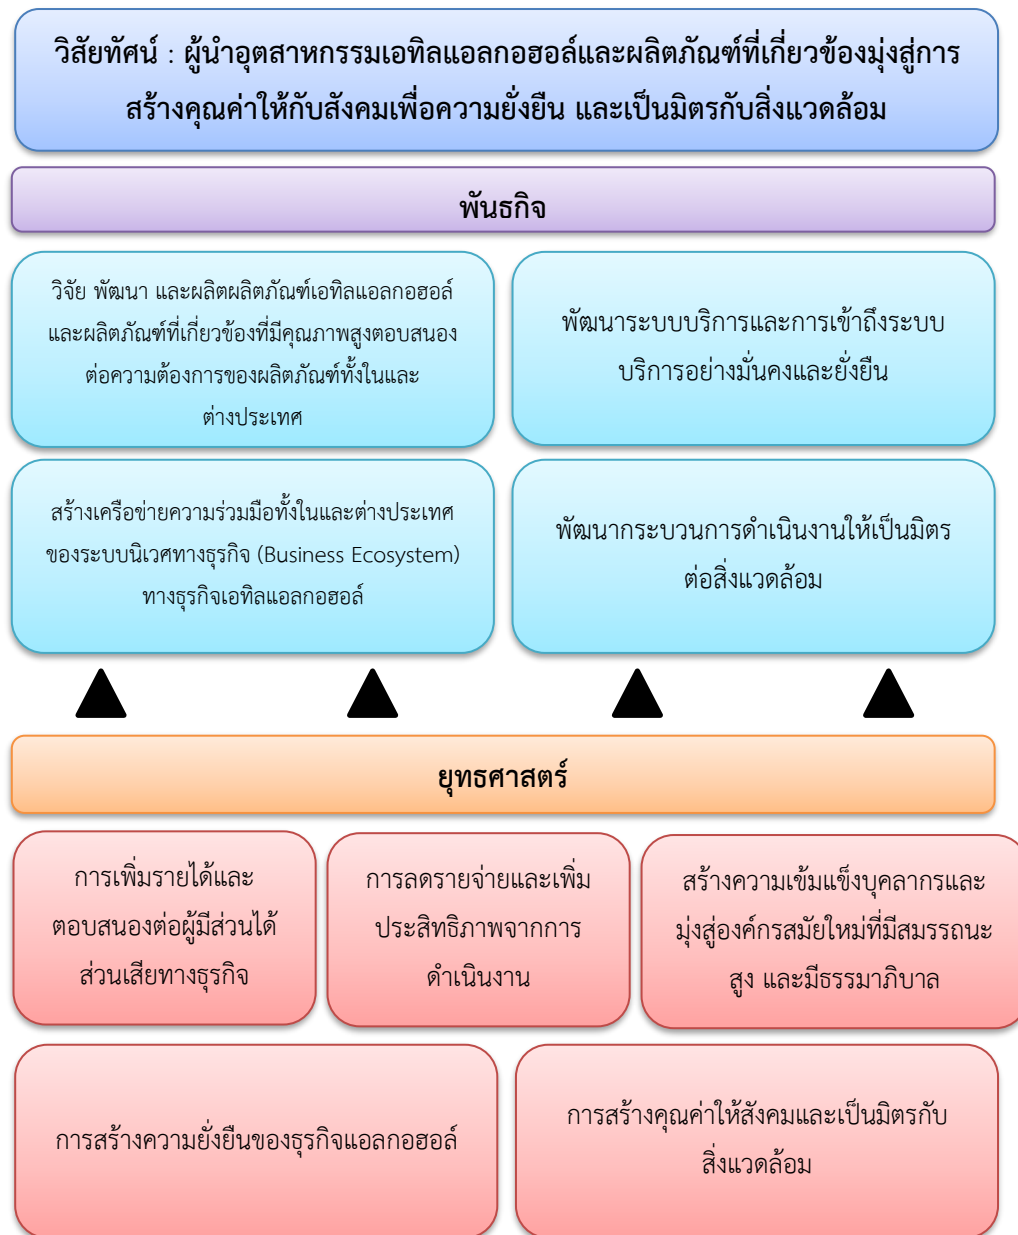 วิสัยทัศน์ : ผู้นำอุตสาหกรรมเอทิลแอลกอฮอล์และผลิตภัณฑ์ที่เกี่ยวข้องมุ่งสู่การ
สร้างคุณค่าให้กับสังคมเพื่อความยั่งยืน และเป็นมิตรกับสิ่งแวดล้อม
พันธกิจ
วิจัย พัฒนา และผลิตผลิตภัณฑ์เอทิลแอลกอฮอล์
และผลิตภัณฑ์ที่เกี่ยวข้องที่มีคุณภาพสูงตอบสนอง
ต่อความต้องการของผลิตภัณฑ์ทั้งในและ
ต่างประเทศ
พัฒนาระบบบริการและการเข้าถึงระบบ
บริการอย่างมั่นคงและยั่งยืน
สร้างเครือข่ายความร่วมมือทั้งในและต่างประเทศ
ของระบบนิเวศทางธุรกิจ (Business Ecosystem)
ทางธุรกิจเอทิลแอลกอฮอล์
พัฒนากระบวนการดำเนินงานให้เป็นมิตร
ต่อสิ่งแวดล้อม
ยุทธศาสตร์
การเพิ่มรายได้และ
ตอบสนองต่อผู้มีส่วนได้
ส่วนเสียทางธุรกิจ
การลดรายจ่ายและเพิ่ม
ประสิทธิภาพจากการ
ดำเนินงาน
สร้างความเข้มแข็งบุคลากรและ
มุ่งสู่องค์กรสมัยใหม่ที่มีสมรรถนะ
สูง และมีธรรมาภิบาล
การสร้างความยั่งยืนของธุรกิจแอลกอฮอล์
การสร้างคุณค่าให้สังคมและเป็นมิตรกับ
สิ่งแวดล้อม